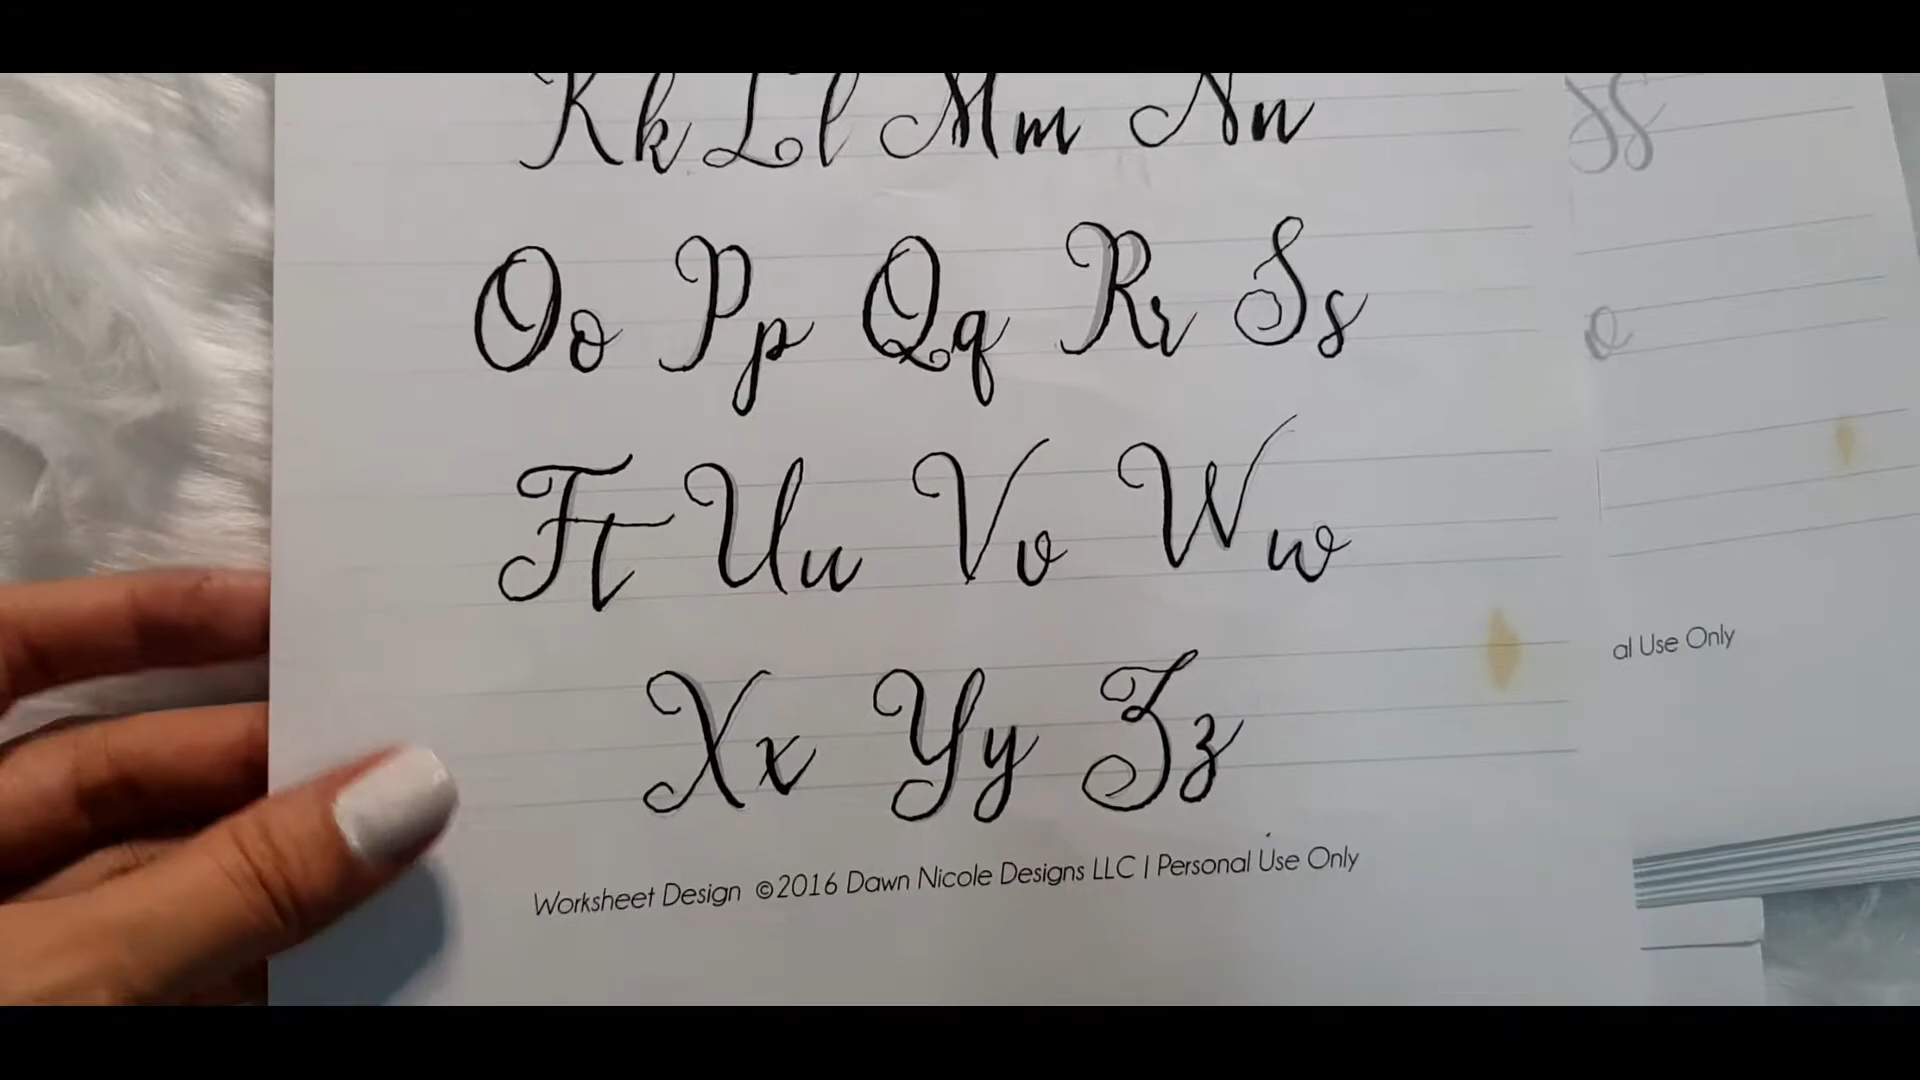 Kk Ll Mm Nn
Oo Pp Qq Rr Ss
Tt Uu Vv Ww
Xx Yy Zz
Worksheet Design ©2016 Dawn Nicole Designs LLC | Personal Use Only
al Use Only